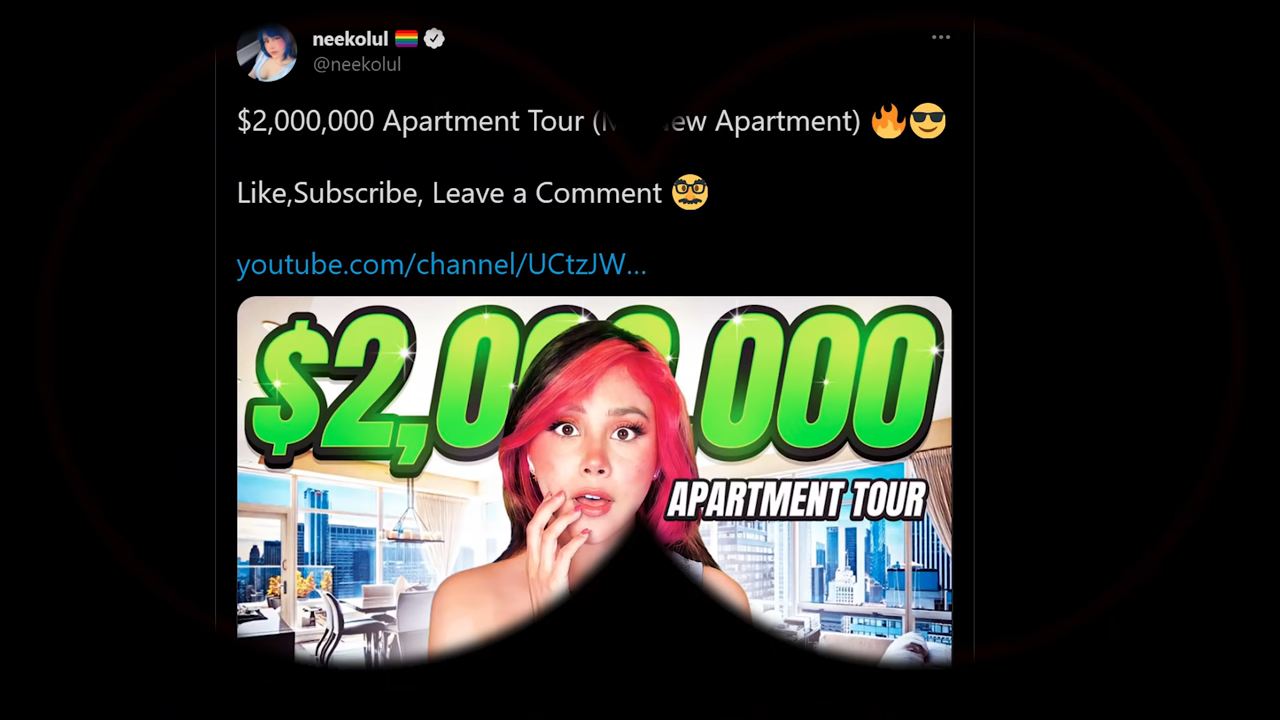 neekolul
@neekolul
$2,000,000 Apartment Tour ( Apartment) 🔥😎
Like,Subscribe, Leave a Comment 🥸
youtube.com/channel/UCtzJW...
$2,0 000
APARTMENT TOUR